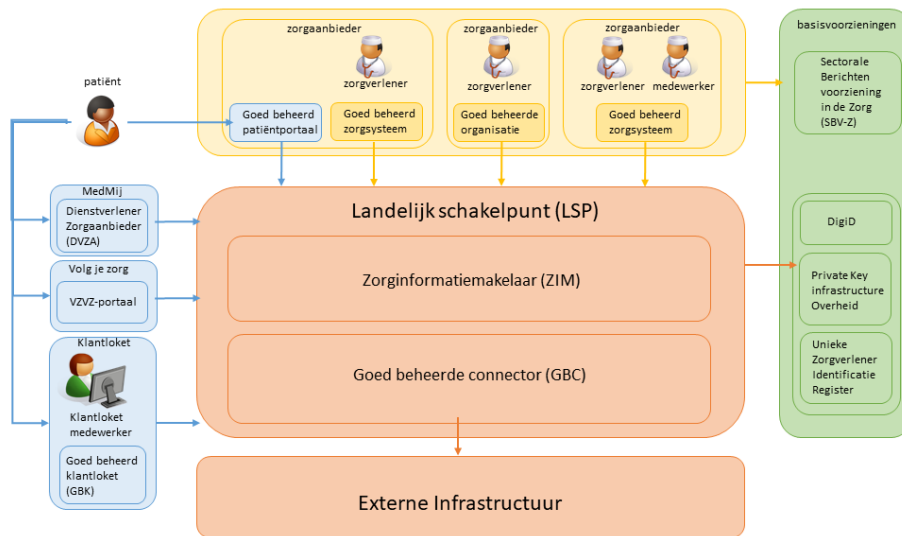 zorgaanbieder
zorgverlener
Goed beheerd
patiëntportaal
Goed beheerd
zorgsysteem
zorgaanbieder
zorgverlener
Goed beheerde
organisatie
zorgaanbieder
zorgverlener
medewerker
Goed beheerd
zorgsysteem
basisvoorzieningen
Sectorale
Berichten
voorziening
in de Zorg
(SBV-Z)
DigiD
Private Key
infrastructure
Overheid
Unieke
Zorgverlener
Identificatie
Register
patiënt
MedMij
Dienstverlener
Zorgaanbieder
(DVZA)
Volg je zorg
VZVZ-portaal
Klantloket
Klantloket
medewerker
Goed beheerd
klantloket
(GBK)
Landelijk schakelpunt (LSP)
Zorginformatiemakelaar (ZIM)
Goed beheerde connector (GBC)
Externe Infrastructuur